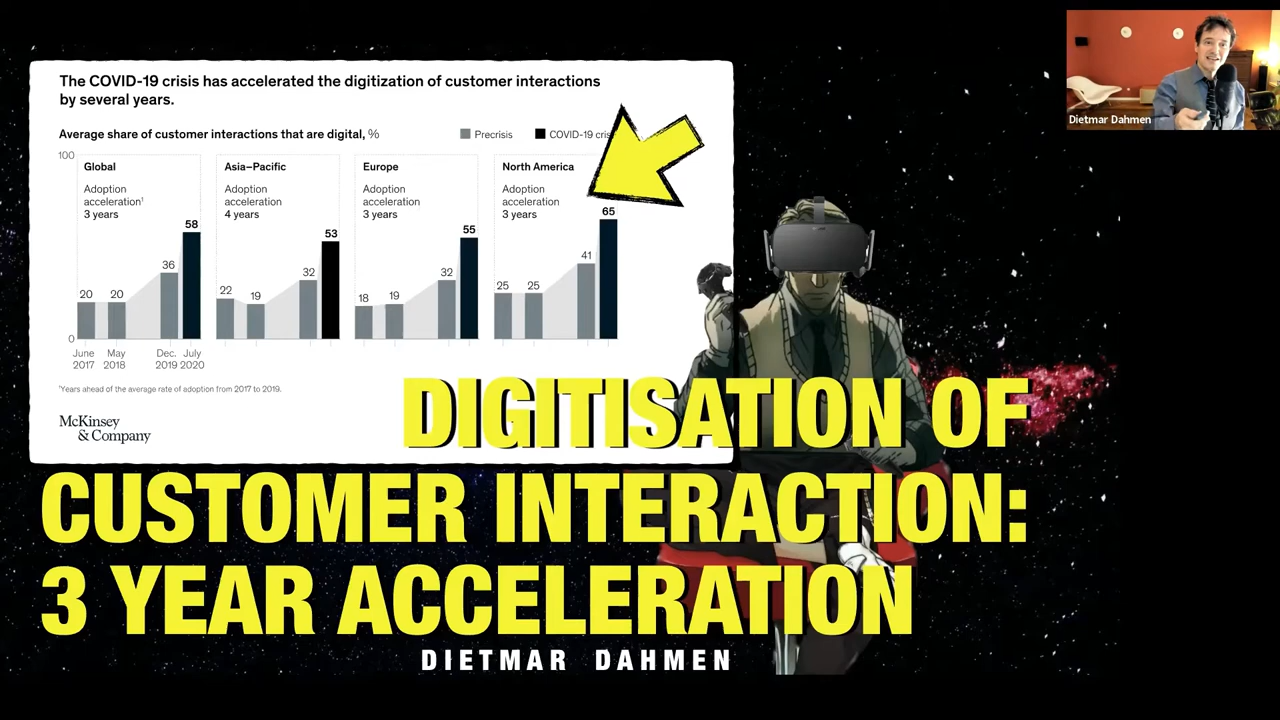 The COVID-19 crisis has accelerated the digitization of customer interactions
by several years.
Average share of customer interactions that are digital, %
Precrisis
COVID-19
100
0
Global
Adoption
acceleration¹
3 years
20
20
36
58
June
2017
May
2018
Dec.
2019
July
2020
Asia–Pacific
Adoption
acceleration
4 years
22
19
32
53
Europe
Adoption
acceleration
3 years
18
19
32
55
North America
Adoption
acceleration
3 years
25
25
41
65
¹Years ahead of the average rate of adoption from 2017 to 2019.
McKinsey
& Company
DIGITISATION OF
CUSTOMER INTERACTION:
3 YEAR ACCELERATION
DIETMAR DAHMEN
Dietmar Dahmen